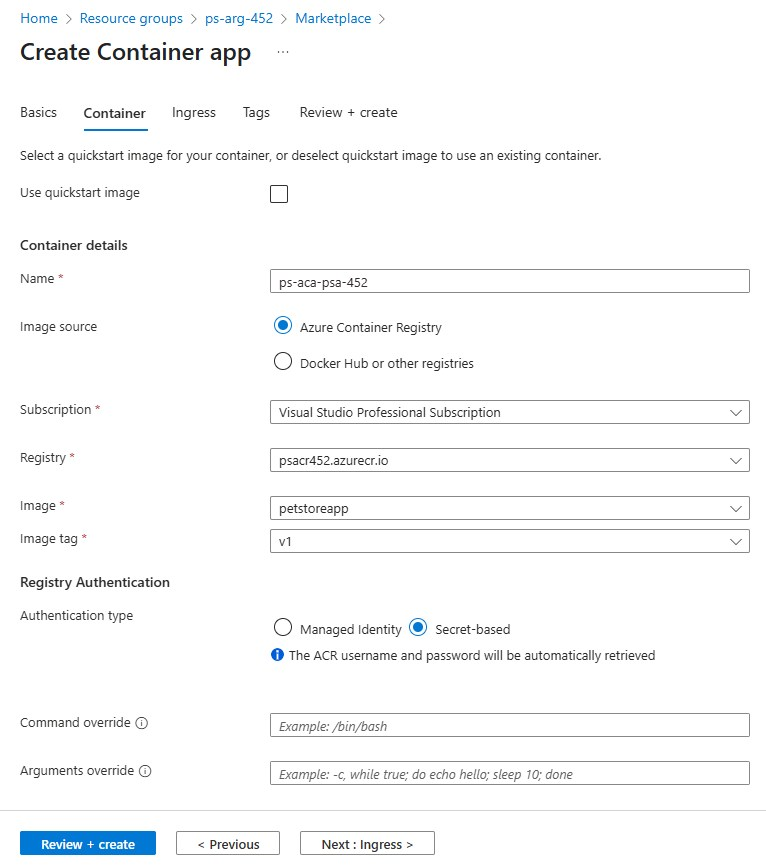 Home > Resource groups > ps-arg-452 > Marketplace >
Create Container app ...
Basics Container Ingress Tags Review + create
Select a quickstart image for your container, or deselect quickstart image to use an existing container.
Use quickstart image
Container details
Name * ps-aca-psa-452
Image source Azure Container Registry
Docker Hub or other registries
Subscription * Visual Studio Professional Subscription
Registry * psacr452.azurecr.io
Image * petstoreapp
Image tag * v1
Registry Authentication
Authentication type Managed Identity Secret-based
The ACR username and password will be automatically retrieved
Command override Example: /bin/bash
Arguments override Example: -c, while true; do echo hello; sleep 10; done
Review + create < Previous Next : Ingress >